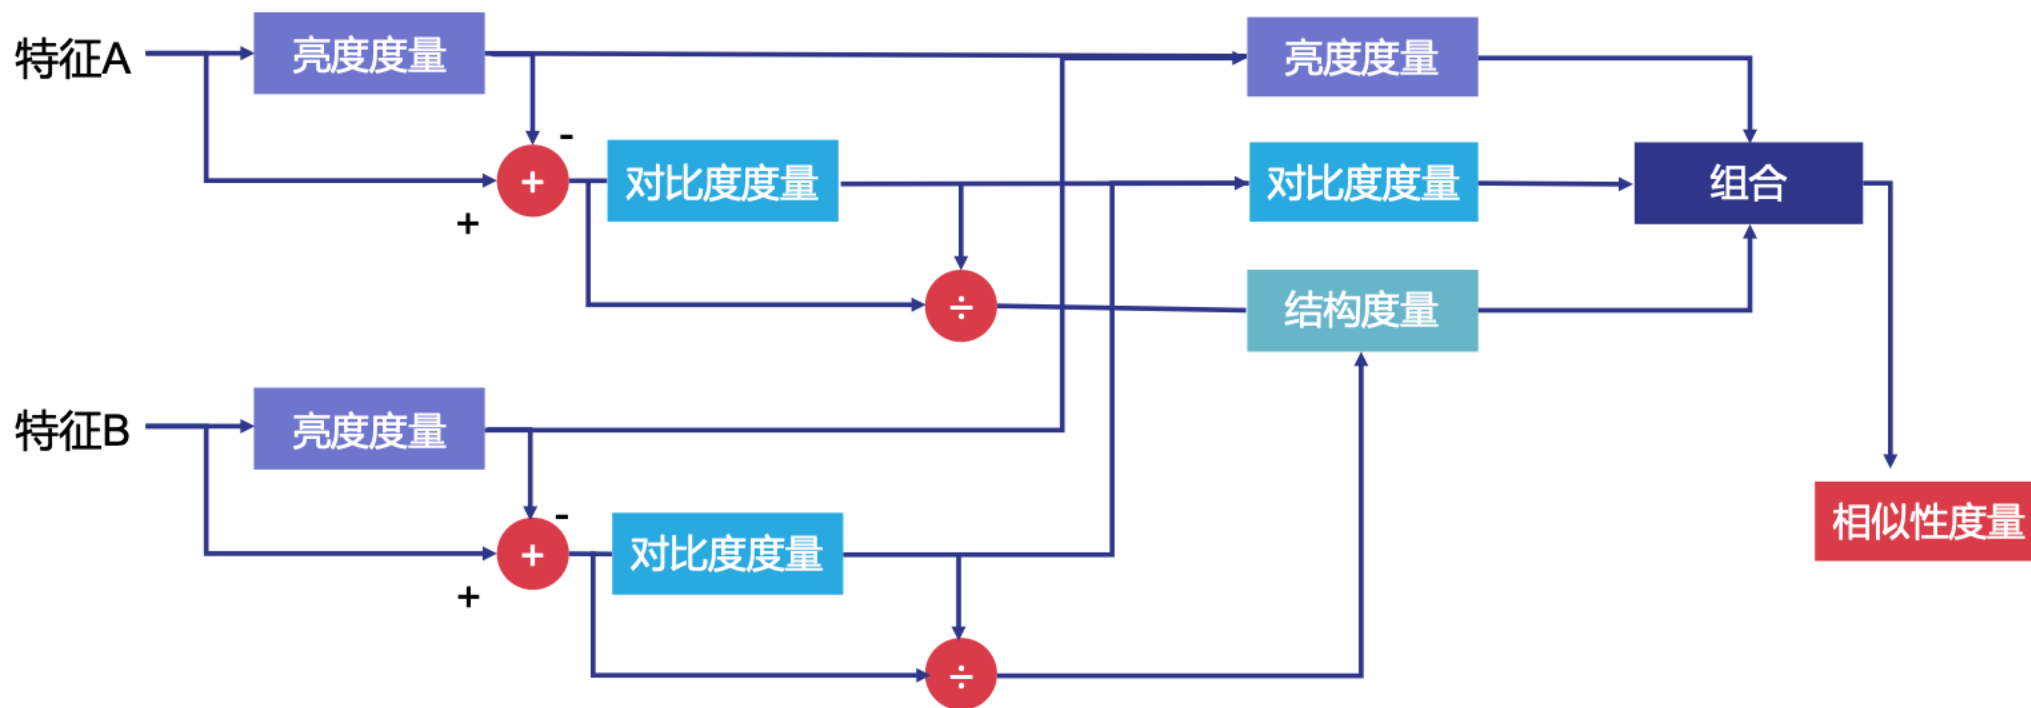 特征A
亮度度量
亮度度量
-
+
对比度度量
对比度度量
组合
+
÷
结构度量
特征B
亮度度量
-
+
对比度度量
相似性度量
+
÷